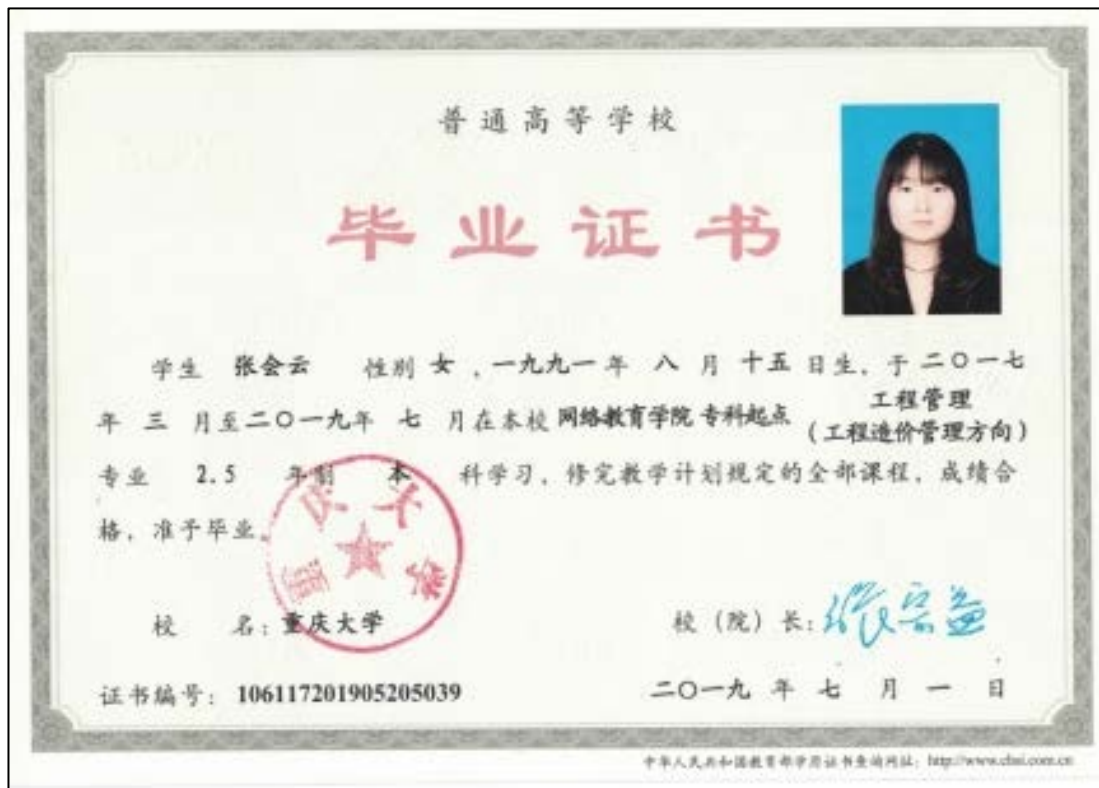 普通高等学校
毕业证书
学生 张会云 性别 女 ，一九九一 年 八 月 十五 日生，于 二〇一七
年 三 月至 二〇一九 年 七 月在本校 网络教育学院 专科起点 工程管理
（工程造价管理方向）
专业 2.5 年制 本 科学习，修完教学计划规定的全部课程，成绩合
格，准予毕业。
重庆大学
校 名：重庆大学 校（院）长：张宗益
证书编号：106117201905205039 二〇一九 年 七 月 一 日
中华人民共和国教育部学历证书查询网址：http://www.chsi.com.cn